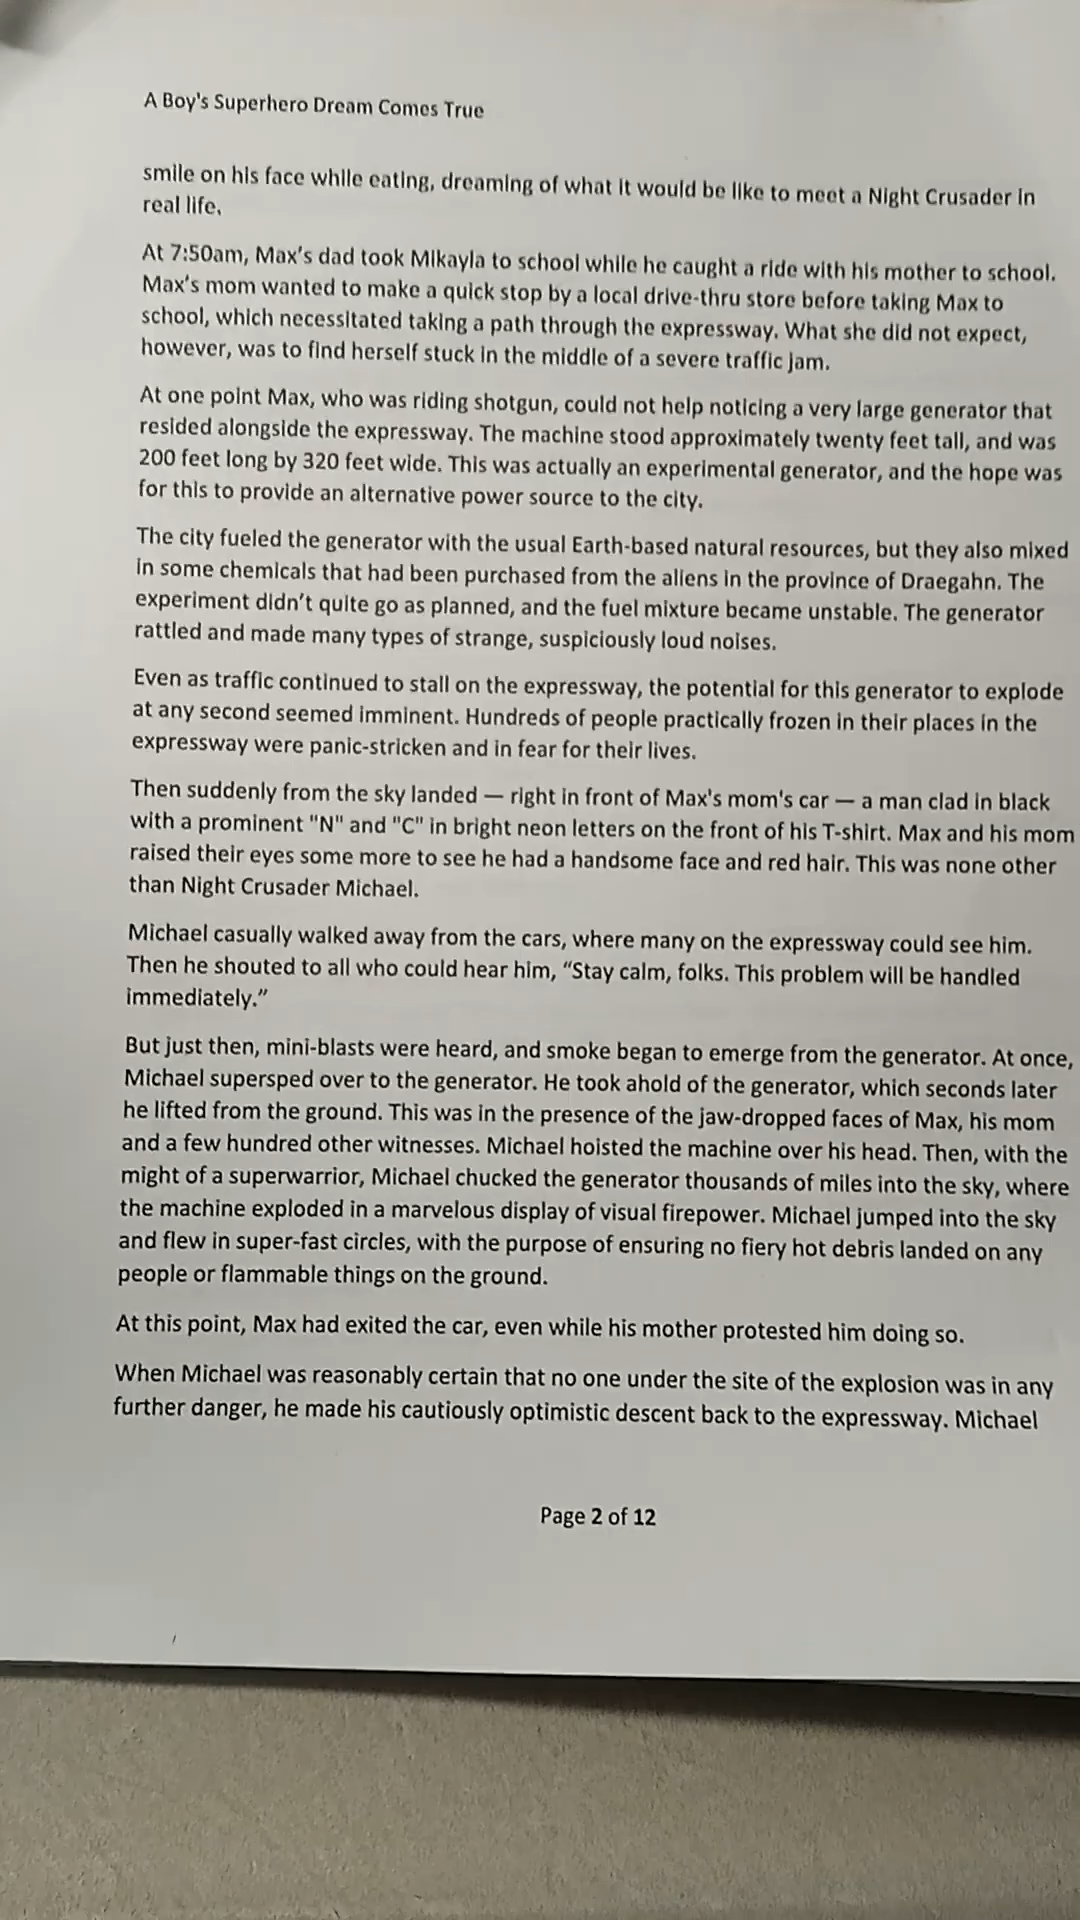 A Boy's Superhero Dream Comes True
smile on his face while eating, dreaming of what it would be like to meet a Night Crusader in
real life.
At 7:50am, Max's dad took Mikayla to school while he caught a ride with his mother to school.
Max's mom wanted to make a quick stop by a local drive-thru store before taking Max to
school, which necessitated taking a path through the expressway. What she did not expect,
however, was to find herself stuck in the middle of a severe traffic jam.
At one point Max, who was riding shotgun, could not help noticing a very large generator that
resided alongside the expressway. The machine stood approximately twenty feet tall, and was
200 feet long by 320 feet wide. This was actually an experimental generator, and the hope was
for this to provide an alternative power source to the city.
The city fueled the generator with the usual Earth-based natural resources, but they also mixed
in some chemicals that had been purchased from the aliens in the province of Draegahn. The
experiment didn't quite go as planned, and the fuel mixture became unstable. The generator
rattled and made many types of strange, suspiciously loud noises.
Even as traffic continued to stall on the expressway, the potential for this generator to explode
at any second seemed imminent. Hundreds of people practically frozen in their places in the
expressway were panic-stricken and in fear for their lives.
Then suddenly from the sky landed — right in front of Max's mom's car — a man clad in black
with a prominent "N" and "C" in bright neon letters on the front of his T-shirt. Max and his mom
raised their eyes some more to see he had a handsome face and red hair. This was none other
than Night Crusader Michael.
Michael casually walked away from the cars, where many on the expressway could see him.
Then he shouted to all who could hear him, “Stay calm, folks. This problem will be handled
immediately.”
But just then, mini-blasts were heard, and smoke began to emerge from the generator. At once,
Michael supersped over to the generator. He took ahold of the generator, which seconds later
he lifted from the ground. This was in the presence of the jaw-dropped faces of Max, his mom
and a few hundred other witnesses. Michael hoisted the machine over his head. Then, with the
might of a superwarrior, Michael chucked the generator thousands of miles into the sky, where
the machine exploded in a marvelous display of visual firepower. Michael jumped into the sky
and flew in super-fast circles, with the purpose of ensuring no fiery hot debris landed on any
people or flammable things on the ground.
At this point, Max had exited the car, even while his mother protested him doing so.
When Michael was reasonably certain that no one under the site of the explosion was in any
further danger, he made his cautiously optimistic descent back to the expressway. Michael
Page 2 of 12